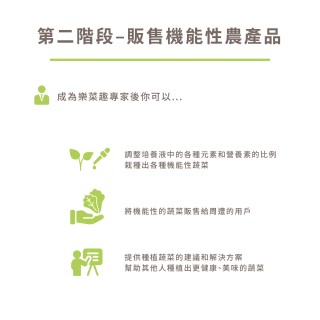 第二階段–販售機能性農產品
成為樂菜趣專家後你可以...
調整培養液中的各種元素和營養素的比例
栽種出各種機能性蔬菜
將機能性的蔬菜販售給周遭的用戶
提供種植蔬菜的建議和解決方案
幫助其他人種植出更健康、美味的蔬菜